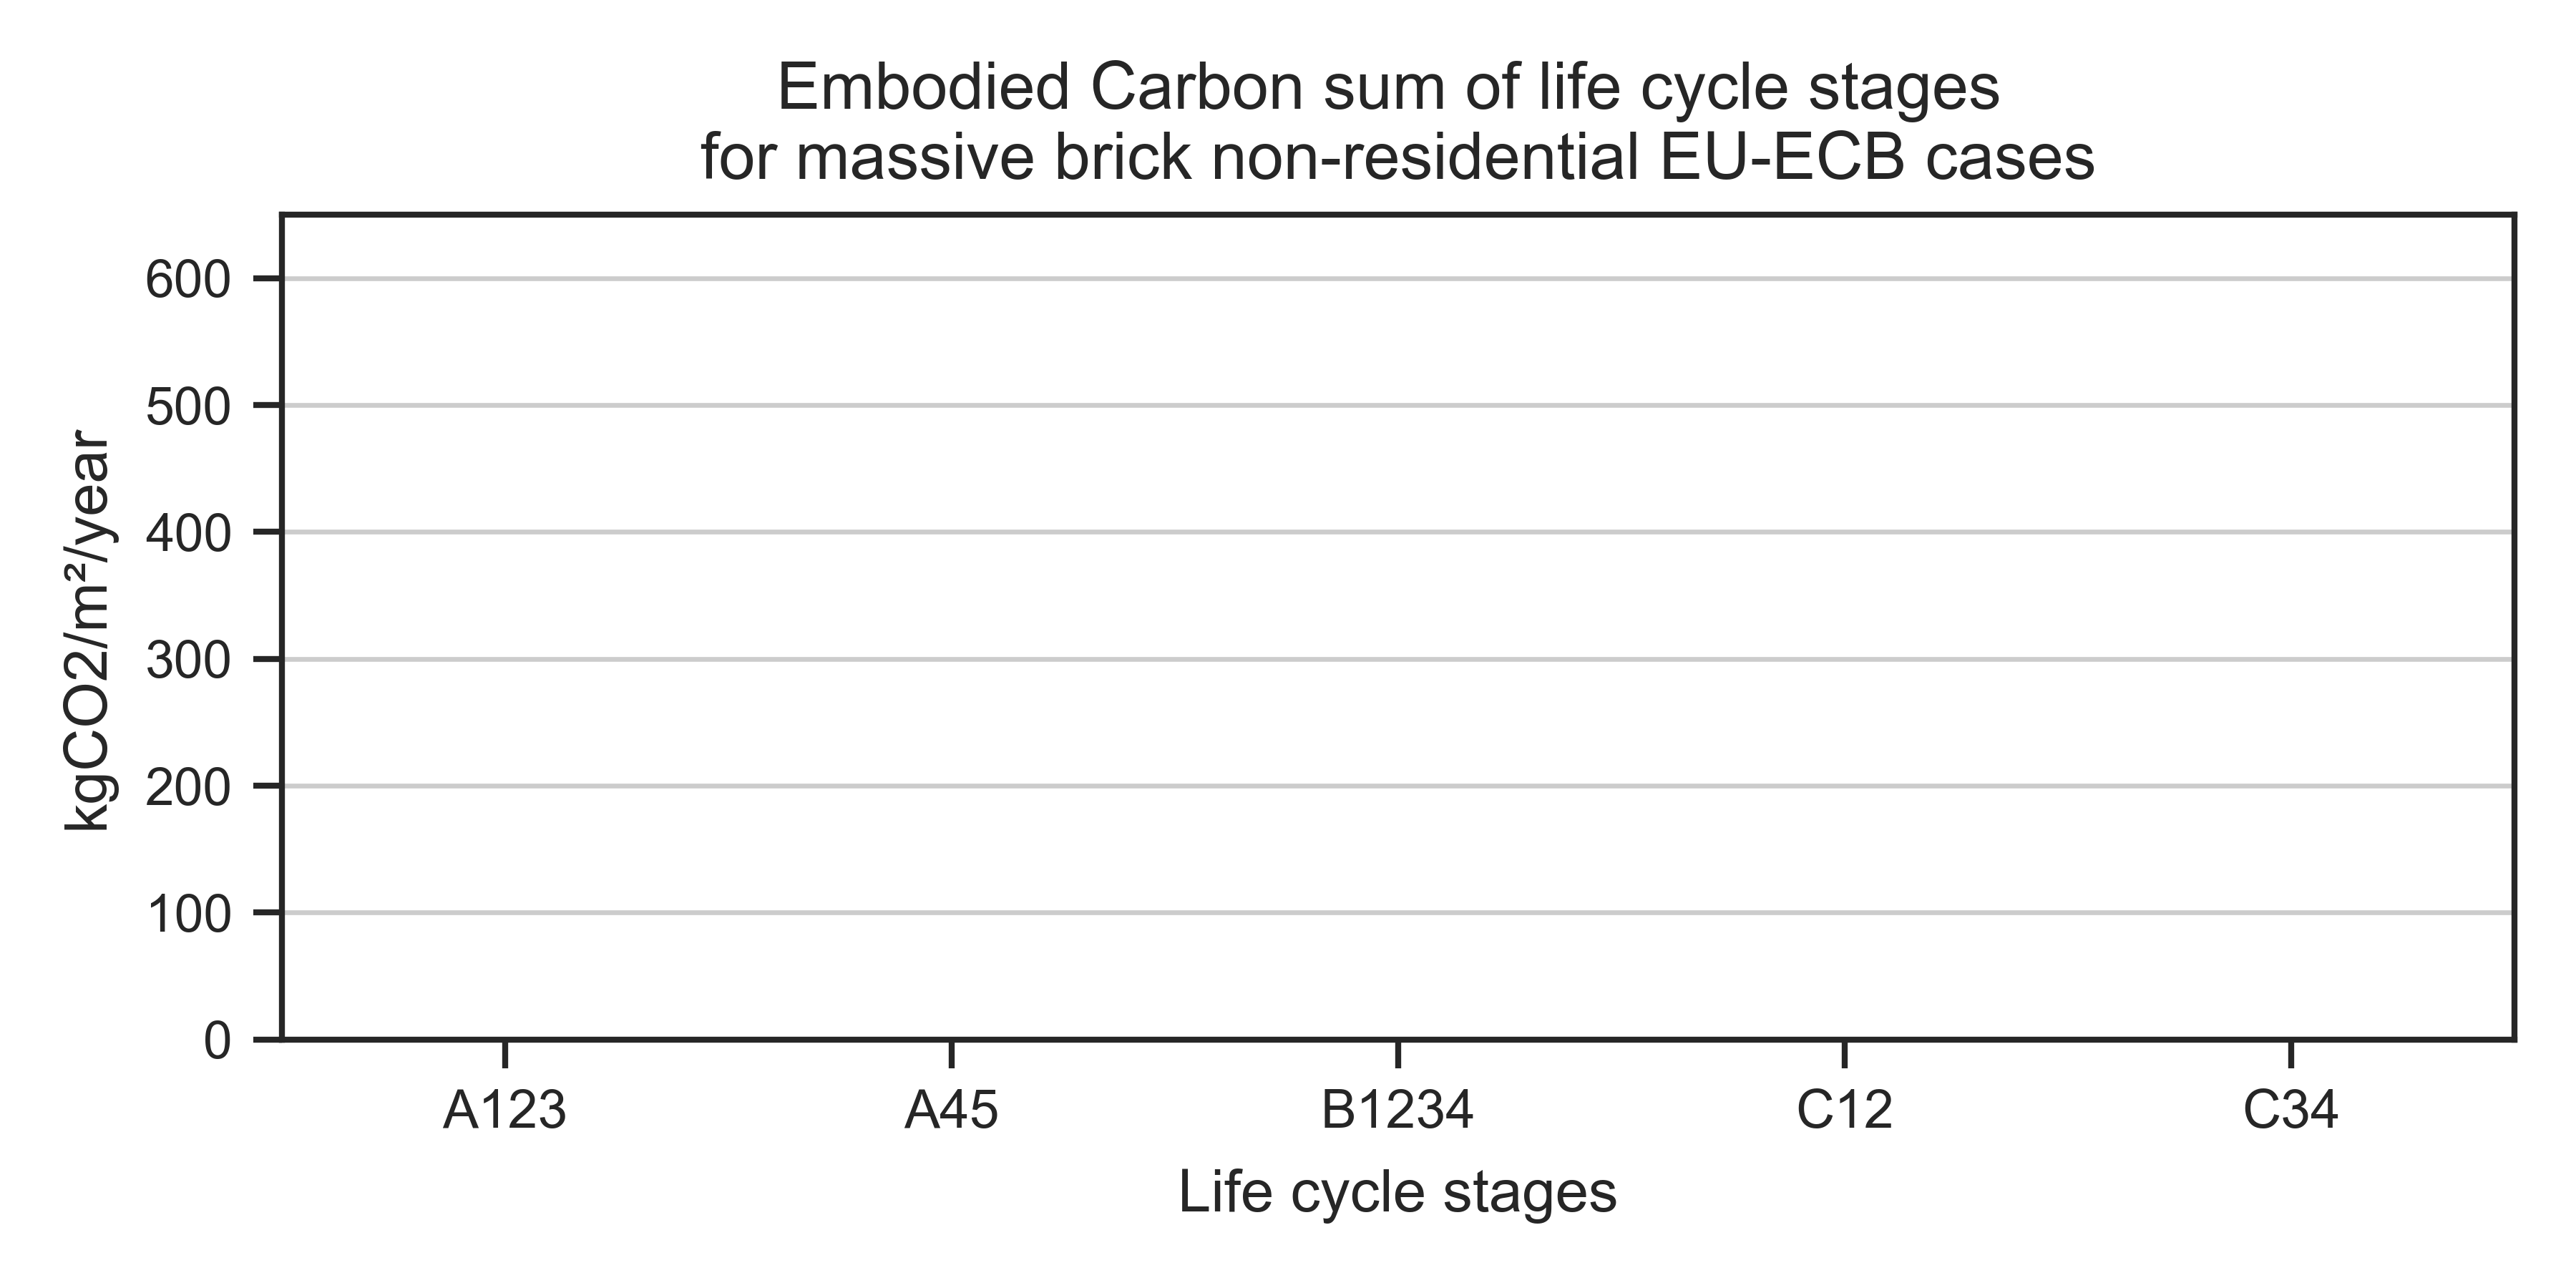 Embodied Carbon sum of life cycle stages
for massive brick non-residential EU-ECB cases
kgCO2/m²/year
600
500
400
300
200
100
0
A123 A45 B1234 C12 C34
Life cycle stages